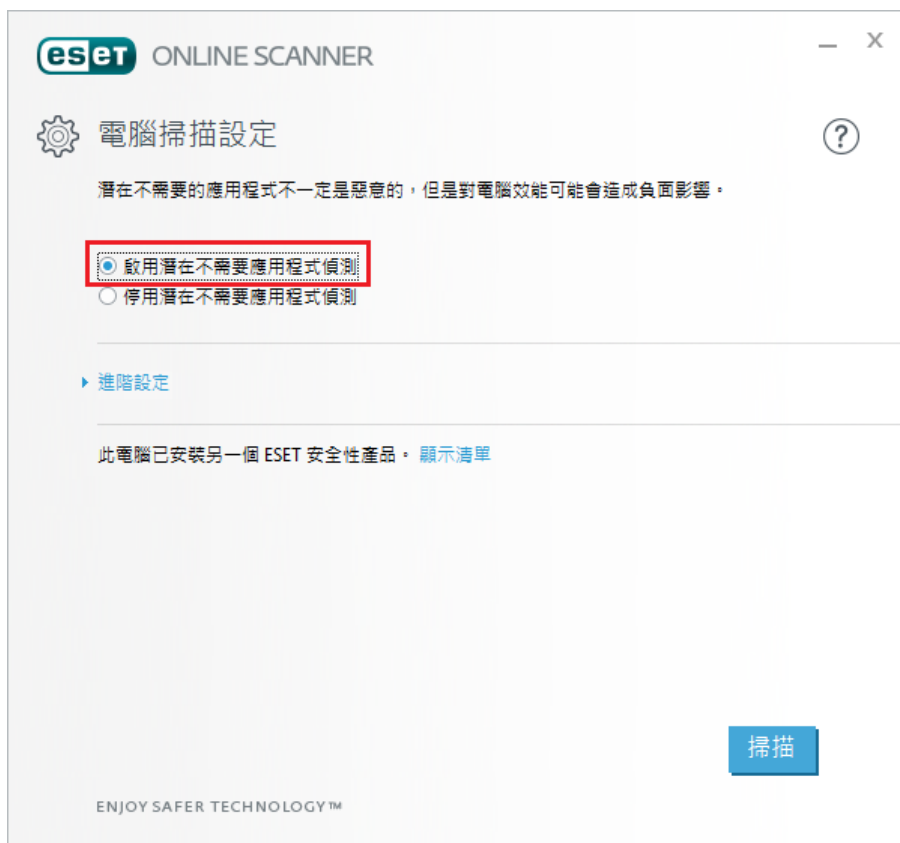 eset ONLINE SCANNER
電腦掃描設定
?
潛在不需要的應用程式不一定是惡意的，但是對電腦效能可能會造成負面影響。
啟用潛在不需要應用程式偵測
停用潛在不需要應用程式偵測
進階設定
此電腦已安裝另一個 ESET 安全性產品。 顯示清單
掃描
ENJOY SAFER TECHNOLOGY™